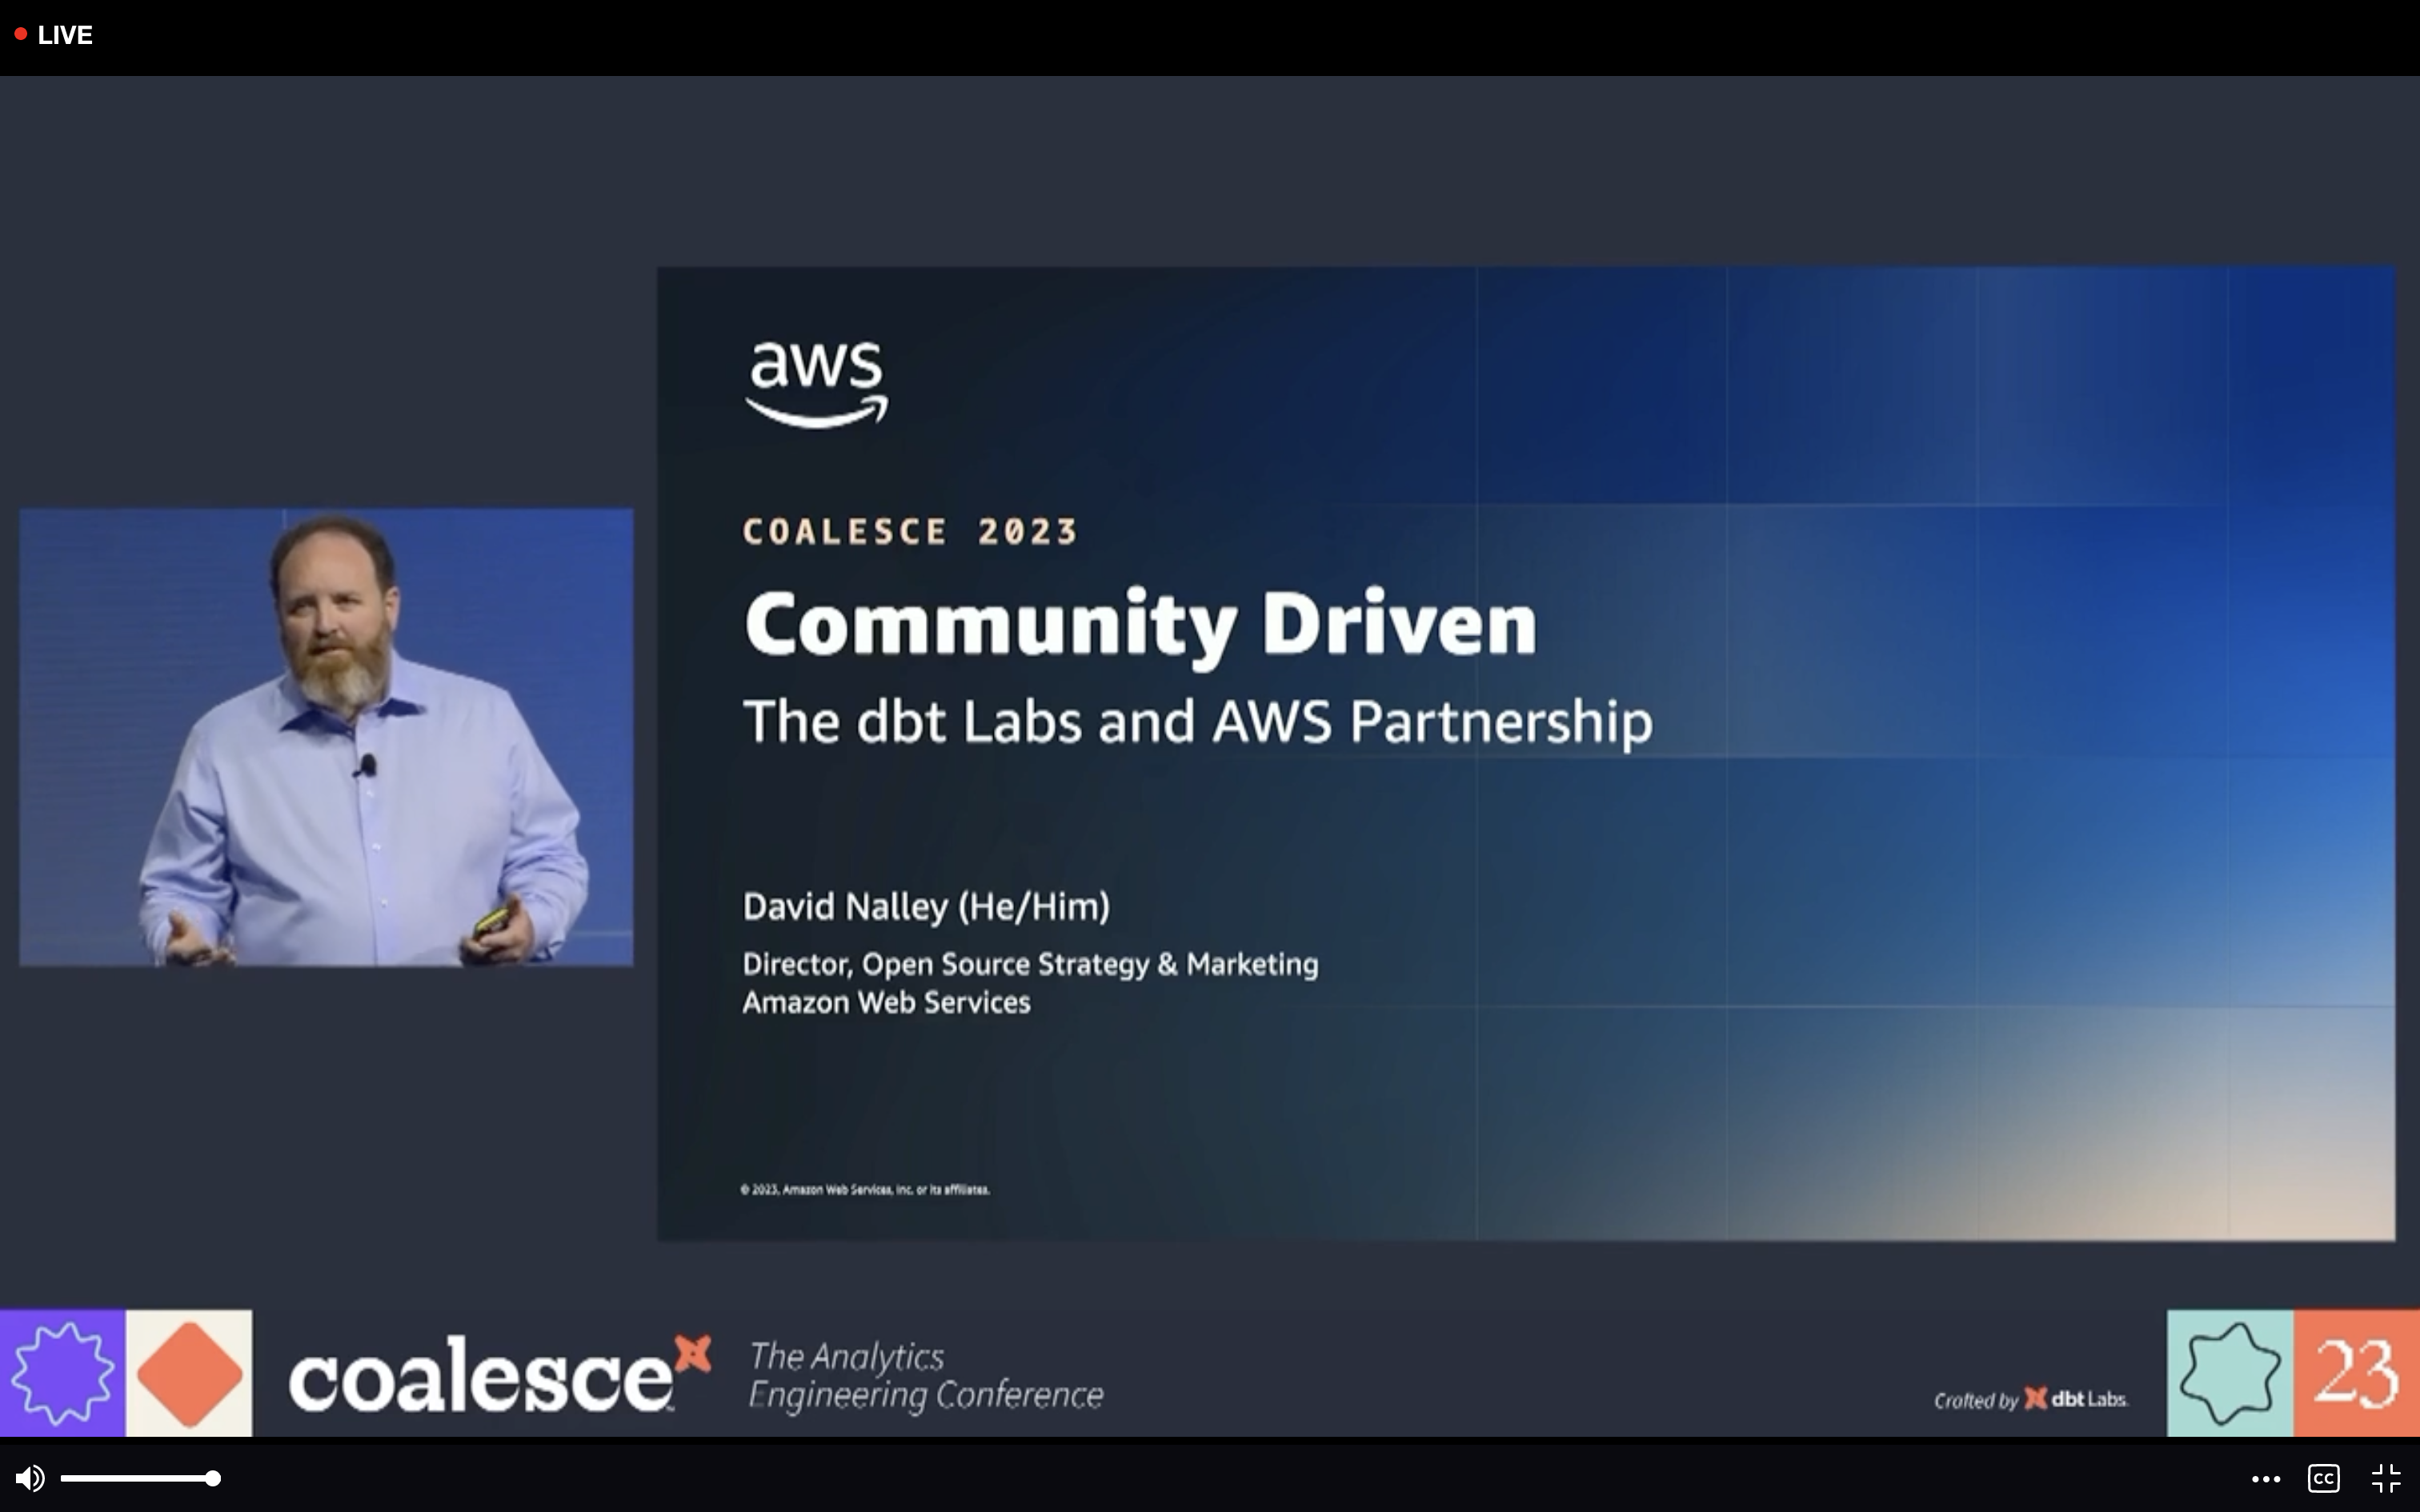 LIVE
aws
COALESCE 2023
Community Driven
The dbt Labs and AWS Partnership
David Nalley (He/Him)
Director, Open Source Strategy & Marketing
Amazon Web Services
© 2023, Amazon Web Services, Inc. or its affiliates.
coalesce
The Analytics
Engineering Conference
Crafted by dbt Labs.
23
CC